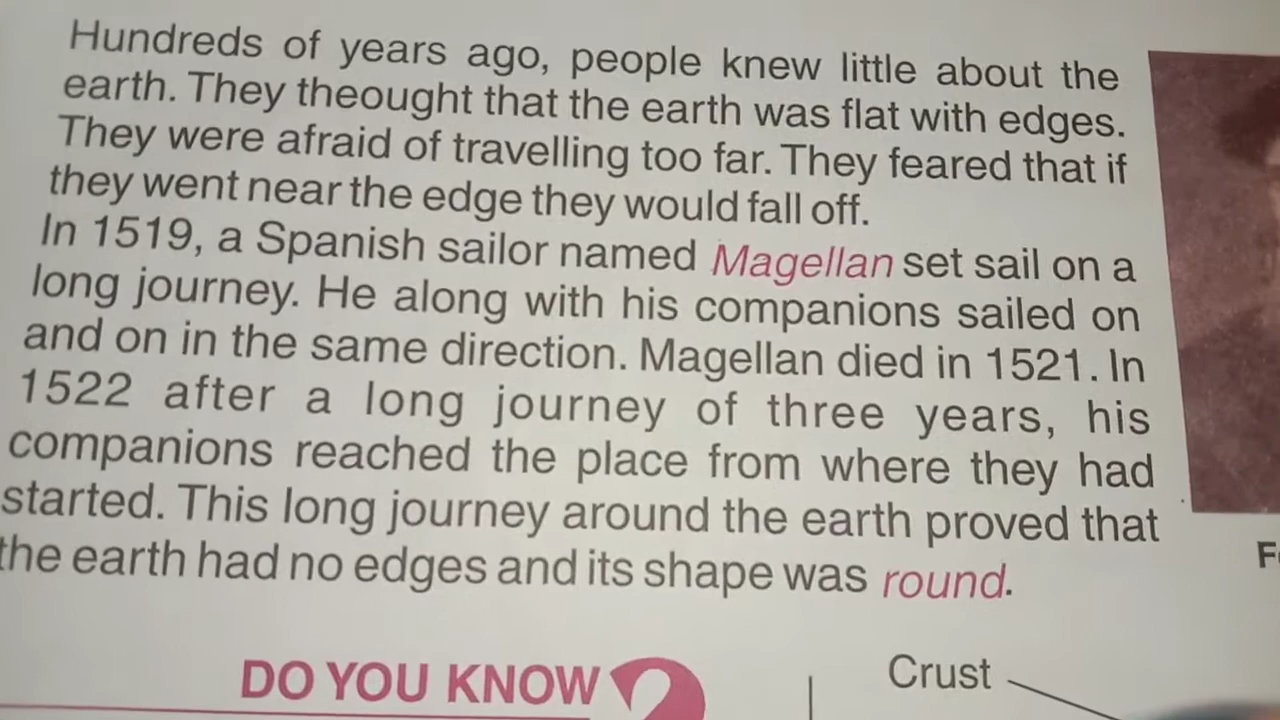 Hundreds of years ago, people knew little about the
earth. They theought that the earth was flat with edges.
They were afraid of travelling too far. They feared that if
they went near the edge they would fall off.
In 1519, a Spanish sailor named Magellan set sail on a
long journey. He along with his companions sailed on
and on in the same direction. Magellan died in 1521. In
1522 after a long journey of three years, his
companions reached the place from where they had
started. This long journey around the earth proved that
the earth had no edges and its shape was round.
DO YOU KNOW?
Crust